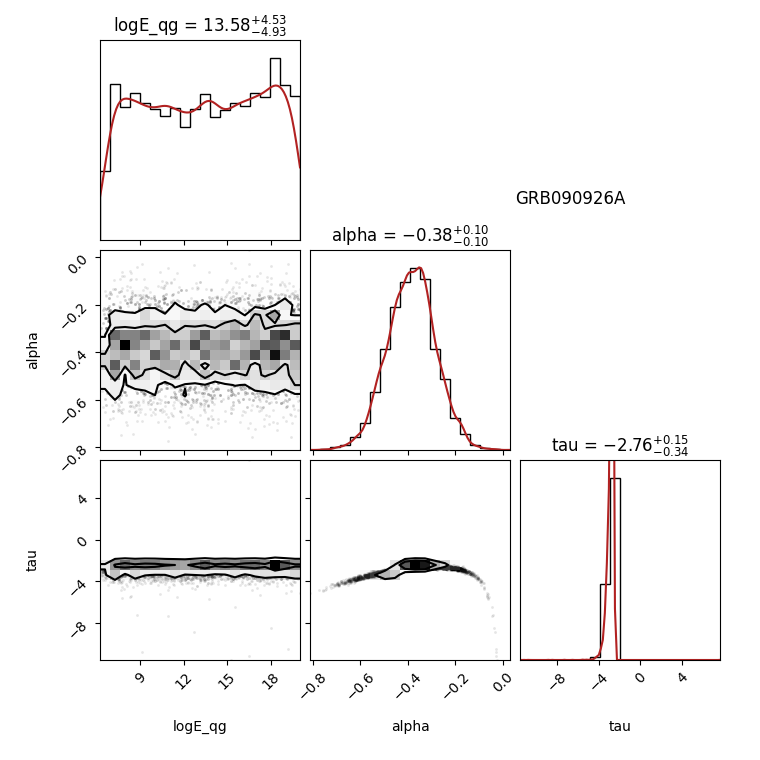 logE_qg = 13.58+4.53 −4.93
GRB090926A
alpha = −0.38+0.10 −0.10
0.0
−0.2
−0.4
−0.6
−0.8
alpha
tau = −2.76+0.15 −0.34
−0.8
4
0
−4
−8
tau
9 12 15 18
−0.8 −0.6 −0.4 −0.2 0.0
−8 −4 0 4
logE_qg alpha tau